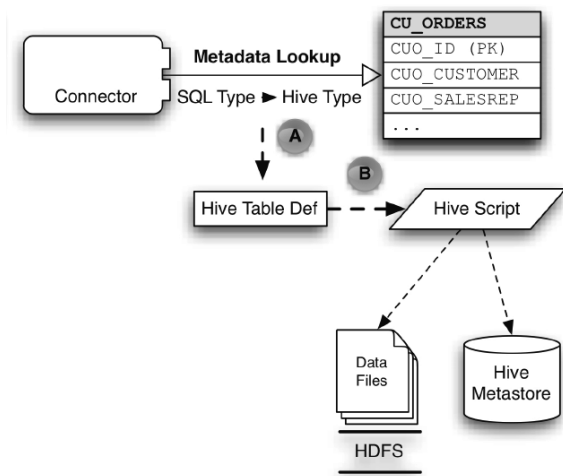 CU_ORDERS
Metadata Lookup
CUO_ID (PK)
Connector
SQL Type
Hive Type
CUO_CUSTOMER
CUO_SALESREP
...
A
B
Hive Table Def
Hive Script
Data
Files
Hive
Metastore
HDFS